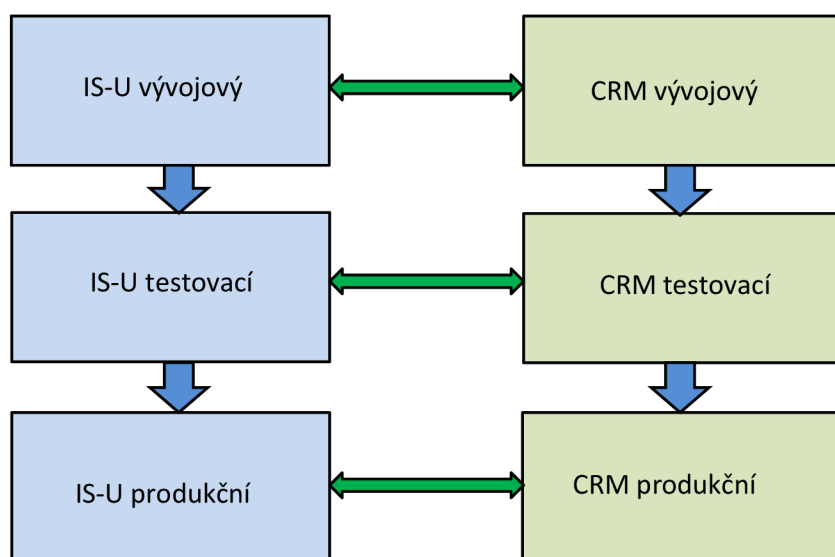 IS-U vývojový
CRM vývojový
IS-U testovací
CRM testovací
IS-U produkční
CRM produkční